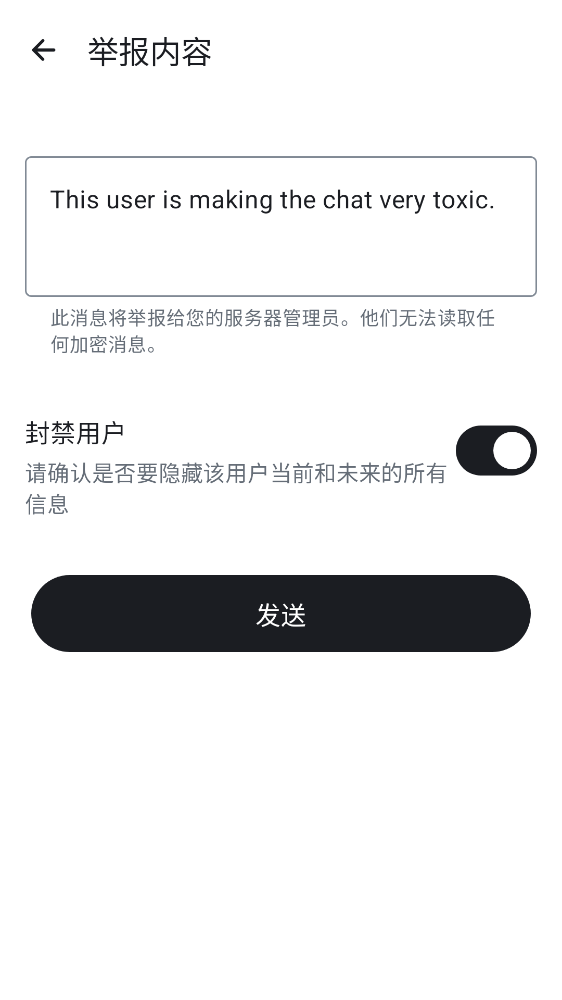 举报内容
This user is making the chat very toxic.
此消息将举报给您的服务器管理员。他们无法读取任
何加密消息。
封禁用户
请确认是否要隐藏该用户当前和未来的所有
信息
发送